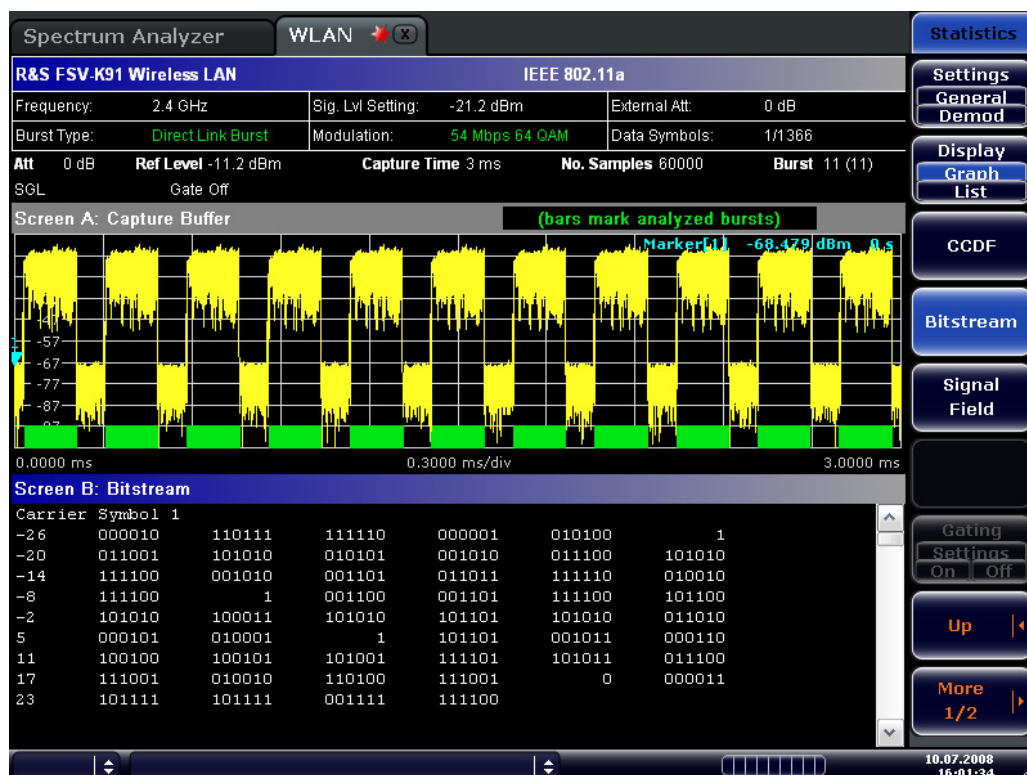 Spectrum Analyzer
WLAN
x
Statistics
R&S FSV-K91 Wireless LAN IEEE 802.11a
Frequency: 2.4 GHz Sig. Lvl Setting: -21.2 dBm External Att: 0 dB
Burst Type: Direct Link Burst Modulation: 54 Mbps 64 QAM Data Symbols: 1/1366
Att 0 dB Ref Level -11.2 dBm Capture Time 3 ms No. Samples 60000 Burst 11 (11)
SGL Gate Off
Screen A: Capture Buffer (bars mark analyzed bursts)
Marker[1] -68.479 dBm 0 s
-47
1
-57
-67
-77
-87
-97
0.0000 ms 0.3000 ms/div 3.0000 ms
Screen B: Bitstream
Carrier Symbol 1
-26 000010 110111 111110 000001 010100 1
-20 011001 101010 010101 001010 011100 101010
-14 111100 001010 001101 011011 111110 010010
-8 111100 1 001100 001101 111100 101100
-2 101010 100011 101010 101101 101010 011010
5 000101 010001 1 101101 001011 000110
11 100100 100101 101001 111101 101011 011100
17 111001 010010 110100 111001 0 000011
23 101111 101111 001111 111100
Settings
General
Demod
Display
Graph
List
CCDF
Bitstream
Signal
Field
Gating
Settings
On Off
Up
More
1/2
10.07.2008
16:01:34